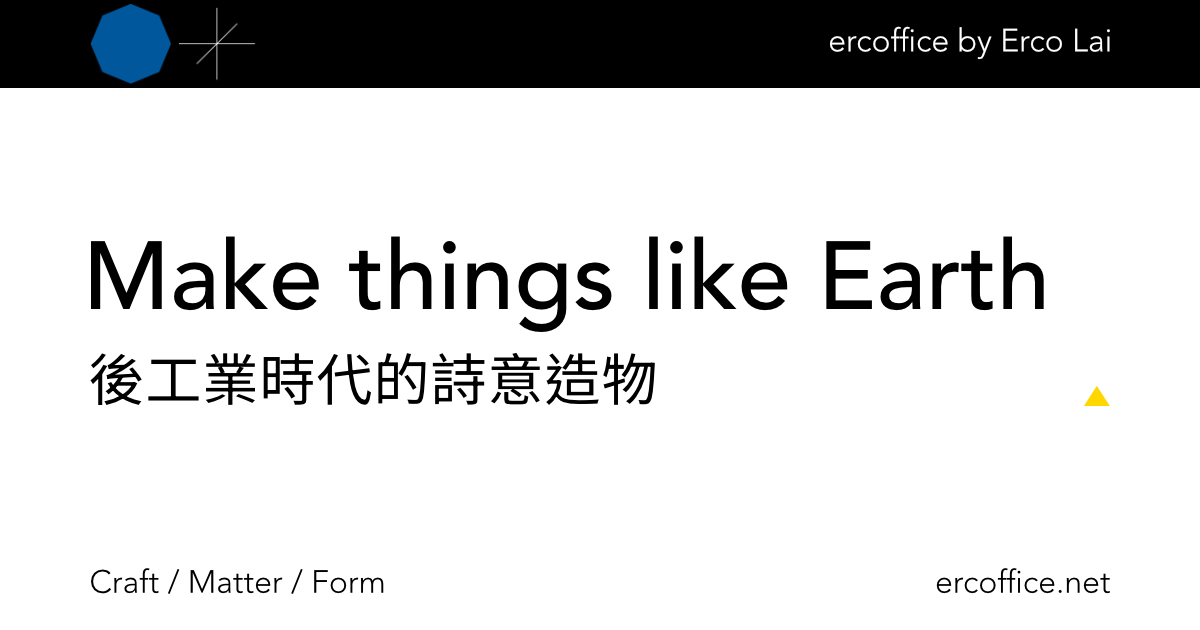 ercoffice by Erco Lai
Make things like Earth
後工業時代的詩意造物
Craft / Matter / Form
ercoffice.net